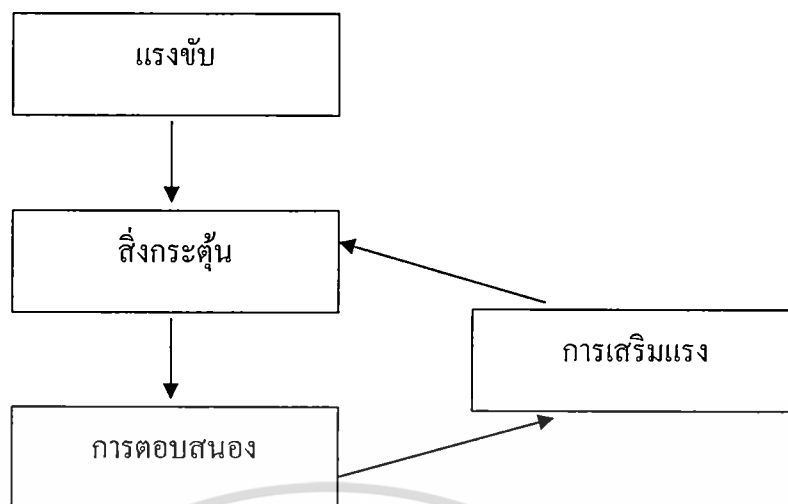 แรงขับ
สิ่งกระตุ้น
การเสริมแรง
การตอบสนอง